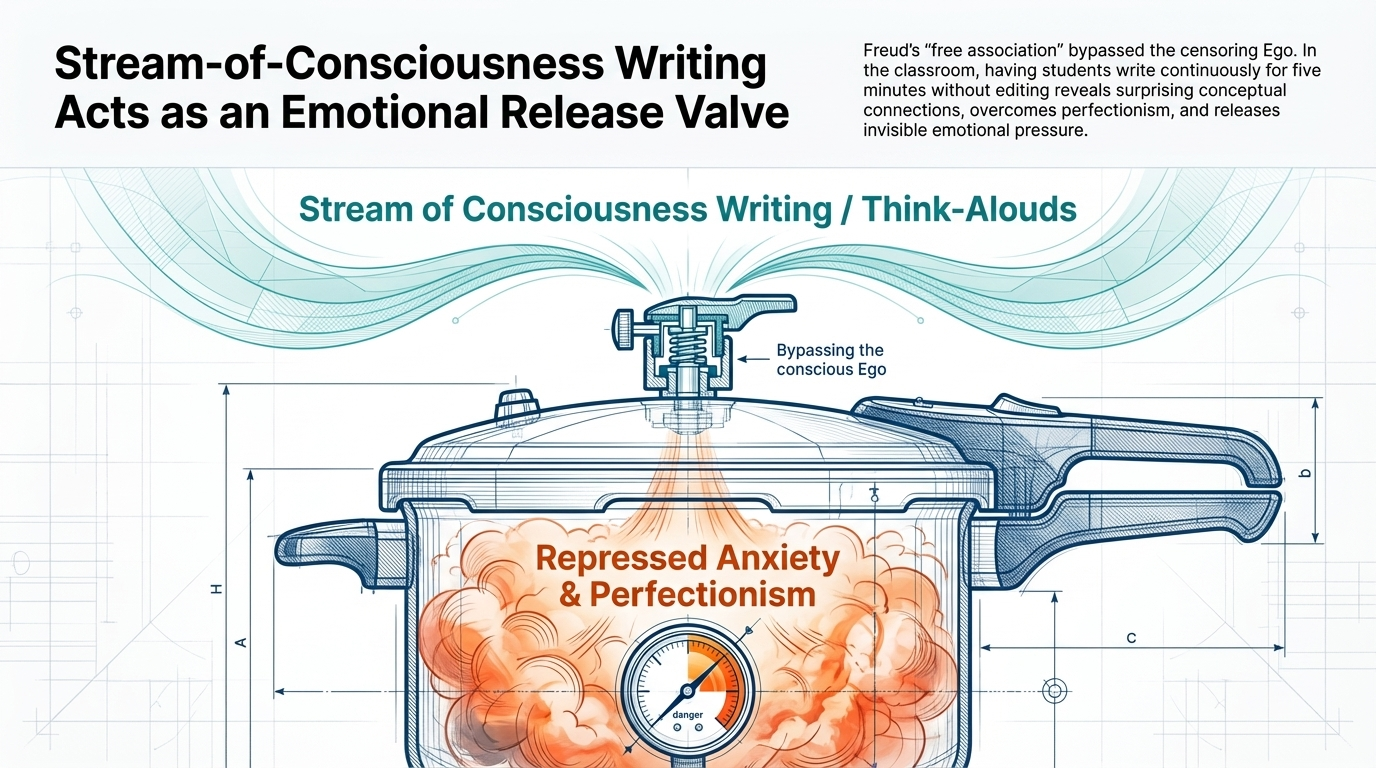 Stream-of-Consciousness Writing
Acts as an Emotional Release Valve
Freud's “free association” bypassed the censoring Ego. In
the classroom, having students write continuously for five
minutes without editing reveals surprising conceptual
connections, overcomes perfectionism, and releases
invisible emotional pressure.
Stream of Consciousness Writing / Think-Alouds
Bypassing the
conscious Ego
b
Repressed Anxiety
& Perfectionism
H
A
C
danger